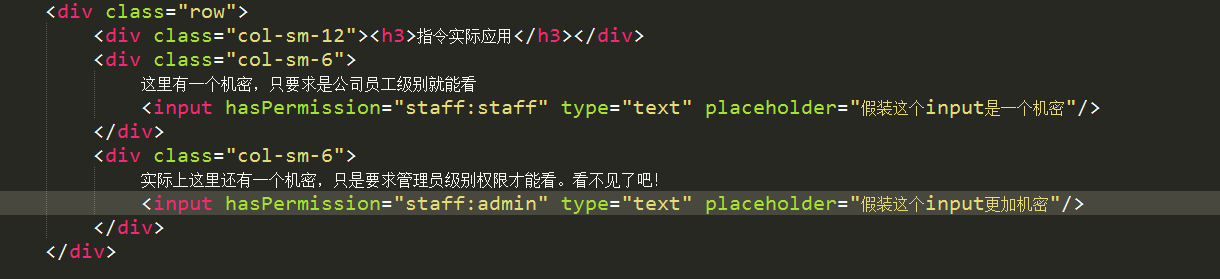 <div class="row">
<div class="col-sm-12"><h3>指令实际应用</h3></div>
<div class="col-sm-6">
这里有一个机密，只要求是公司员工级别就能看
<input hasPermission="staff:staff" type="text" placeholder="假装这个input是一个机密"/>
</div>
<div class="col-sm-6">
实际上这里还有一个机密，只是要求管理员级别权限才能看。看不见了吧！
<input hasPermission="staff:admin" type="text" placeholder="假装这个input更加机密"/>
</div>
</div>